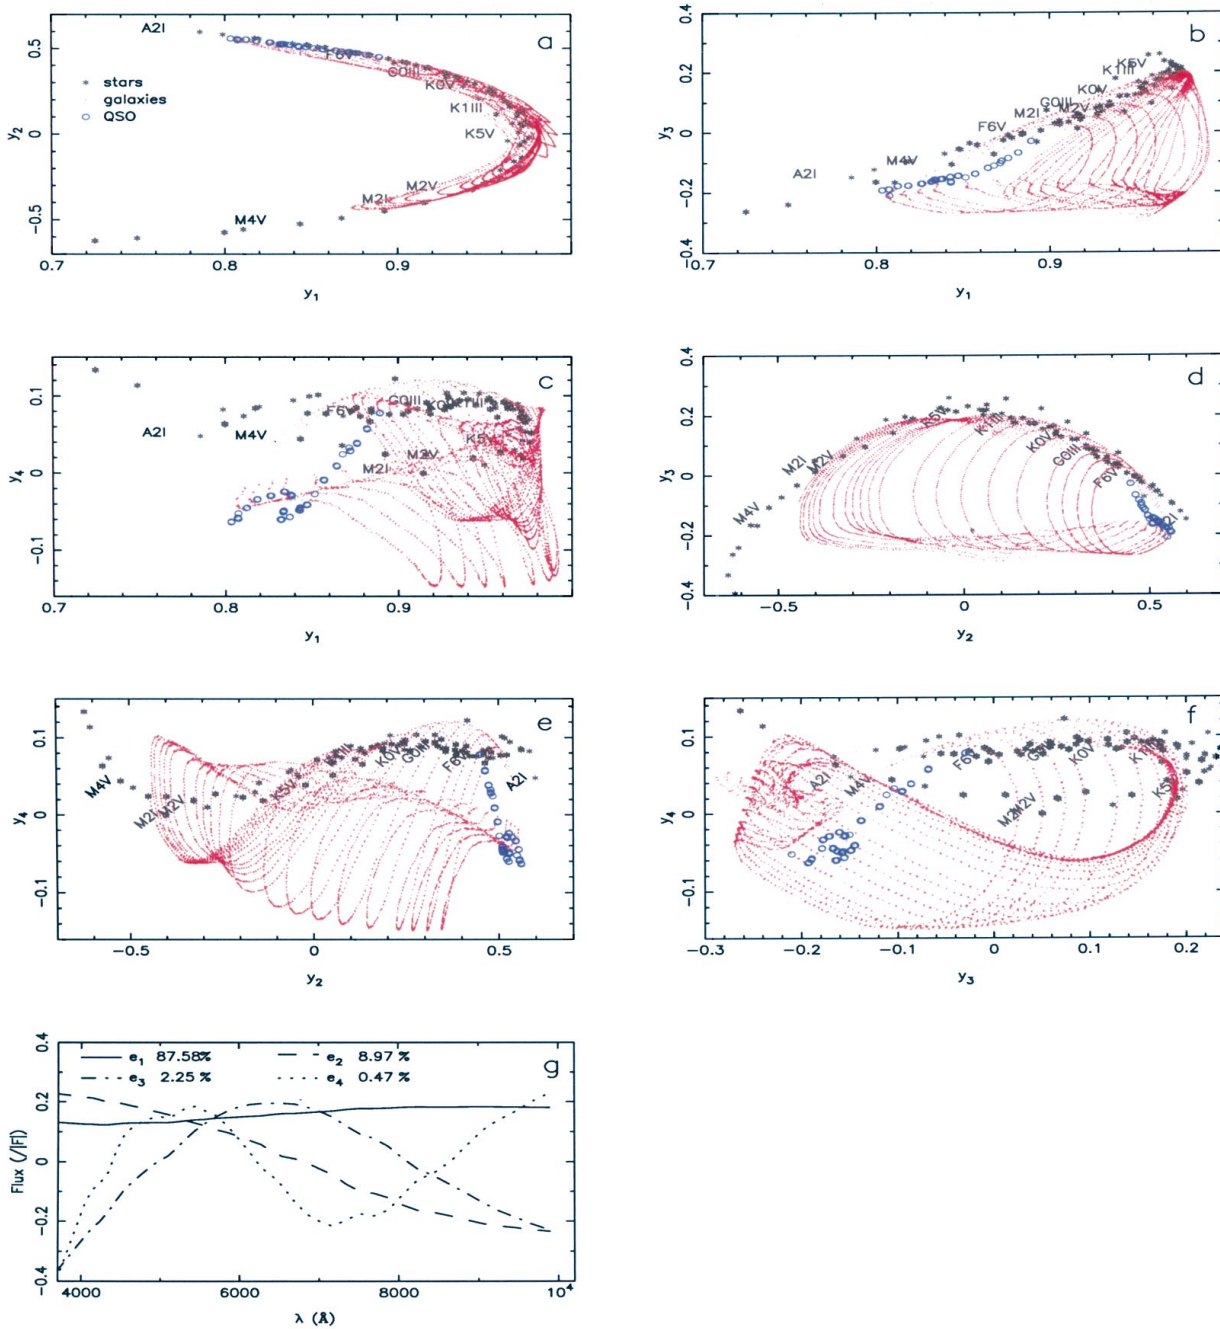 a
A2I
F6V
G0III
K0V
K1III
K5V
M2V
M2I
M4V
* stars
galaxies
o QSO
0.5
0
−0.5
y2
0.7 0.8 0.9
y1
b
K5V
K1III
K0V
G0III
M2V
M2I
F6V
M4V
A2I
0.4
0.2
0
−0.2
−0.4
y3
0.7 0.8 0.9
y1
c
A2I
M4V
F6V
G0III
K5V
M2I
M2V
0.1
0
−0.1
y4
0.7 0.8 0.9
y1
d
K5V
K1III
K0V
G0III
F6V
A2I
M2I
M2V
M4V
0.4
0.2
0
−0.2
−0.4
y3
−0.5 0 0.5
y2
e
M4V
M2I
M2V
K5V
K0V
G0III
F6V
A2I
0.1
0
−0.1
y4
−0.5 0 0.5
y2
f
A2I
M4V
F6V
G0III
K0V
K1III
K5V
M2I
M2V
0.1
0
−0.1
y4
−0.3 −0.2 −0.1 0 0.1 0.2
y3
g
e1 87.58% e2 8.97 %
e3 2.25 % e4 0.47 %
0.4
0.2
0
−0.2
−0.4
Flux (/|F|)
4000 6000 8000 10⁴
λ (Å)